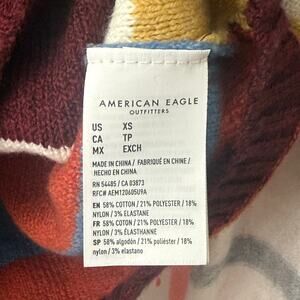 AMERICAN EAGLE
OUTFITTERS
US XS
CA TP
MX EXCH
MADE IN CHINA / FABRIQUÉ EN CHINE /
HECHO EN CHINA
RN 54485 / CA 03873
RFC# AEM120605U9A
EN 58% COTTON / 21% POLYESTER / 18%
NYLON / 3% ELASTANE
FR 58% COTON / 21% POLYESTER / 18%
NYLON / 3% ÉLASTHANNE
SP 58% algodón / 21% poliéster / 18%
nylon / 3% elastano